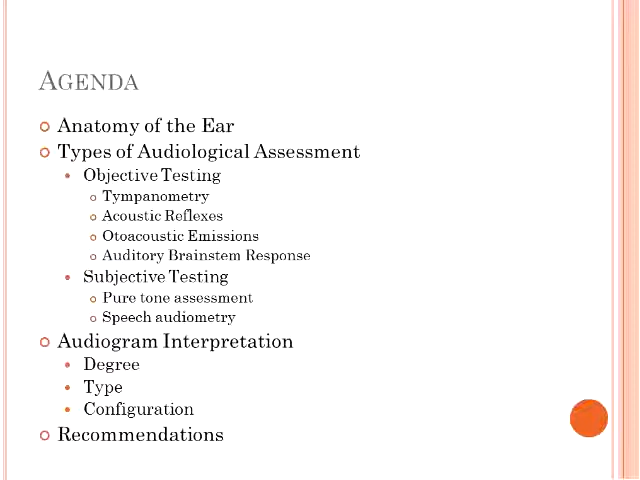 AGENDA
Anatomy of the Ear
Types of Audiological Assessment
Objective Testing
Tympanometry
Acoustic Reflexes
Otoacoustic Emissions
Auditory Brainstem Response
Subjective Testing
Pure tone assessment
Speech audiometry
Audiogram Interpretation
Degree
Type
Configuration
Recommendations